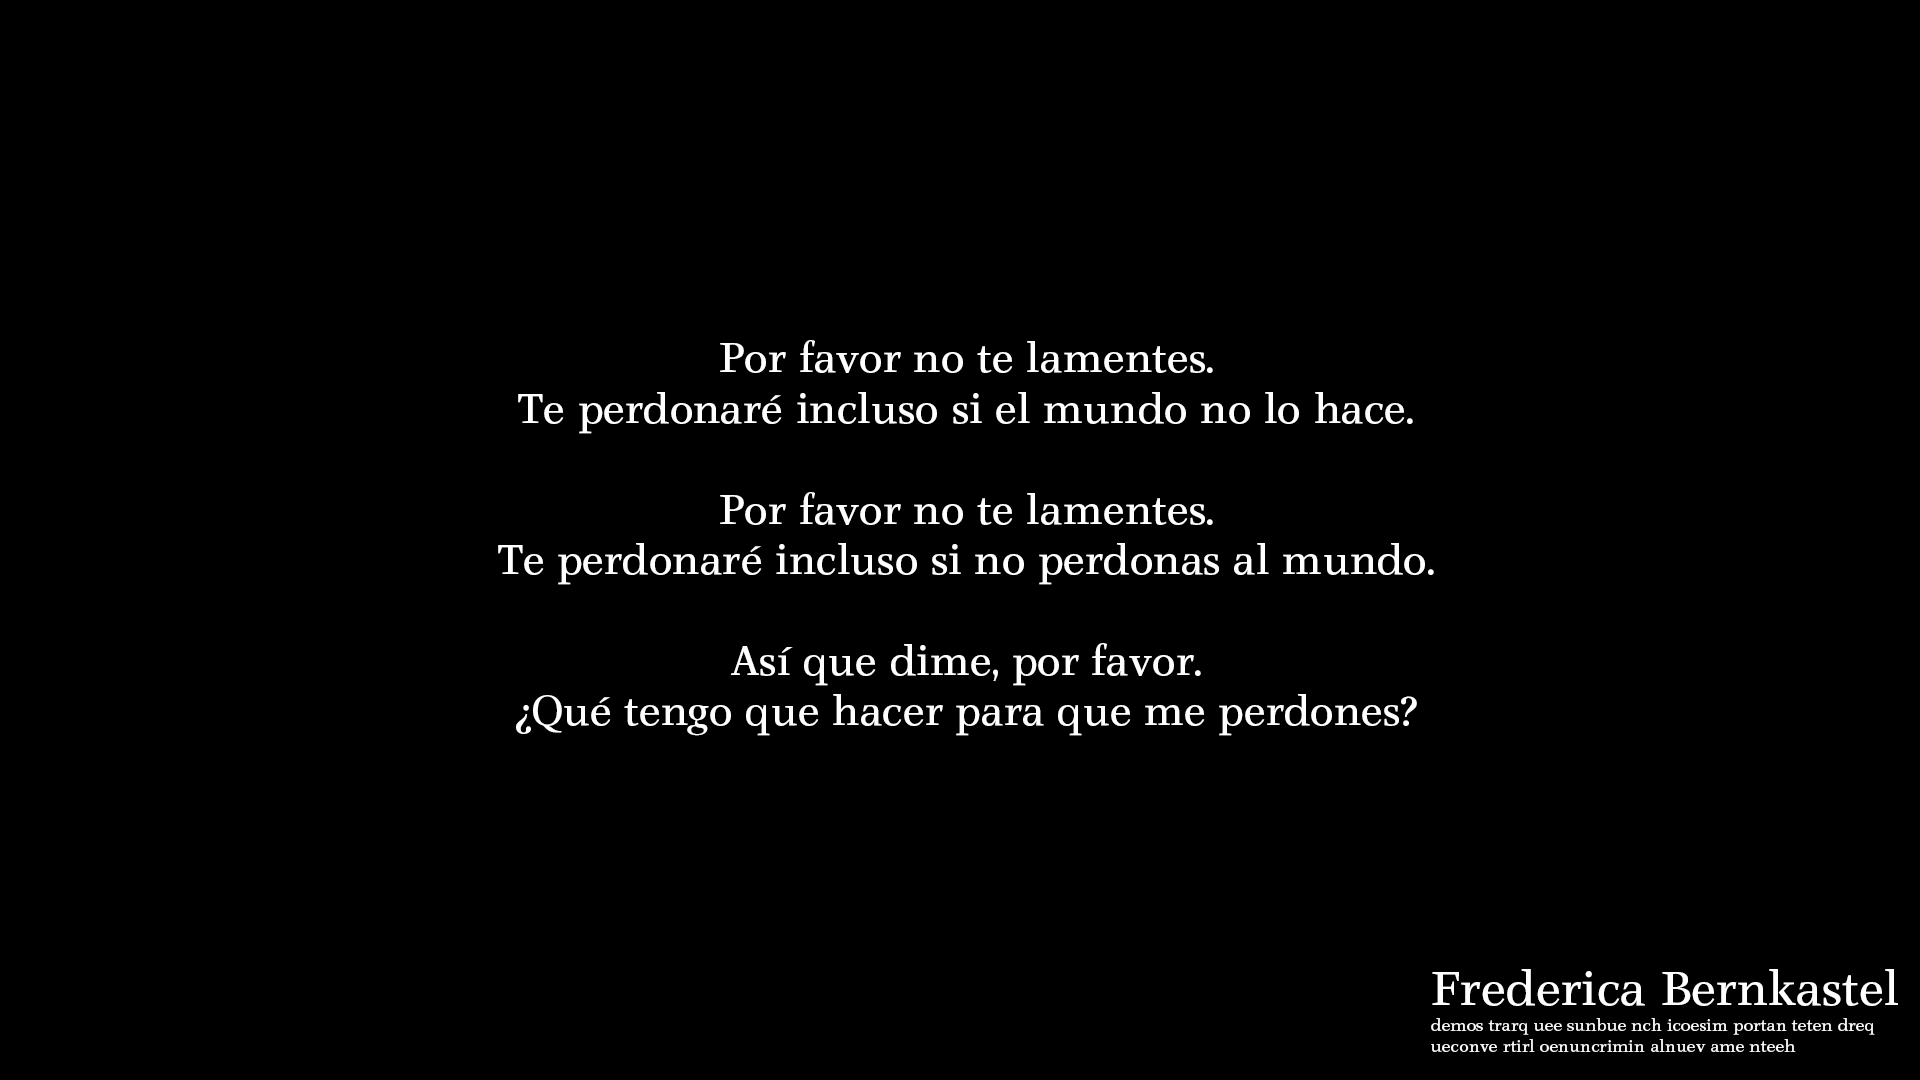 Por favor no te lamentes.
Te perdonaré incluso si el mundo no lo hace.
Por favor no te lamentes.
Te perdonaré incluso si no perdonas al mundo.
Así que dime, por favor.
¿Qué tengo que hacer para que me perdones?
Frederica Bernkastel
demos trarq uee sunbue nch icoesim portan teten dreq
ueconve rtirl oenuncrimin alnuev ame nteeh